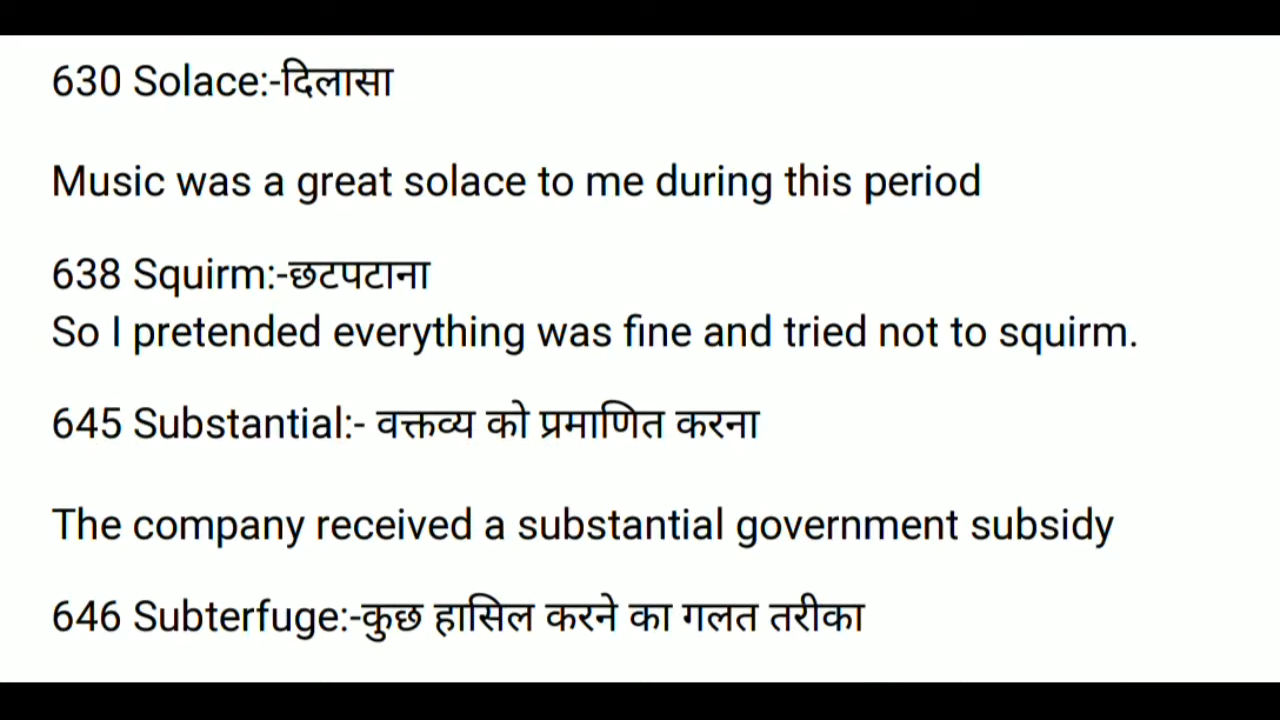 630 Solace:-दिलासा
Music was a great solace to me during this period
638 Squirm:-छटपटाना
So I pretended everything was fine and tried not to squirm.
645 Substantial:- वक्तव्य को प्रमाणित करना
The company received a substantial government subsidy
646 Subterfuge:-कुछ हासिल करने का गलत तरीका